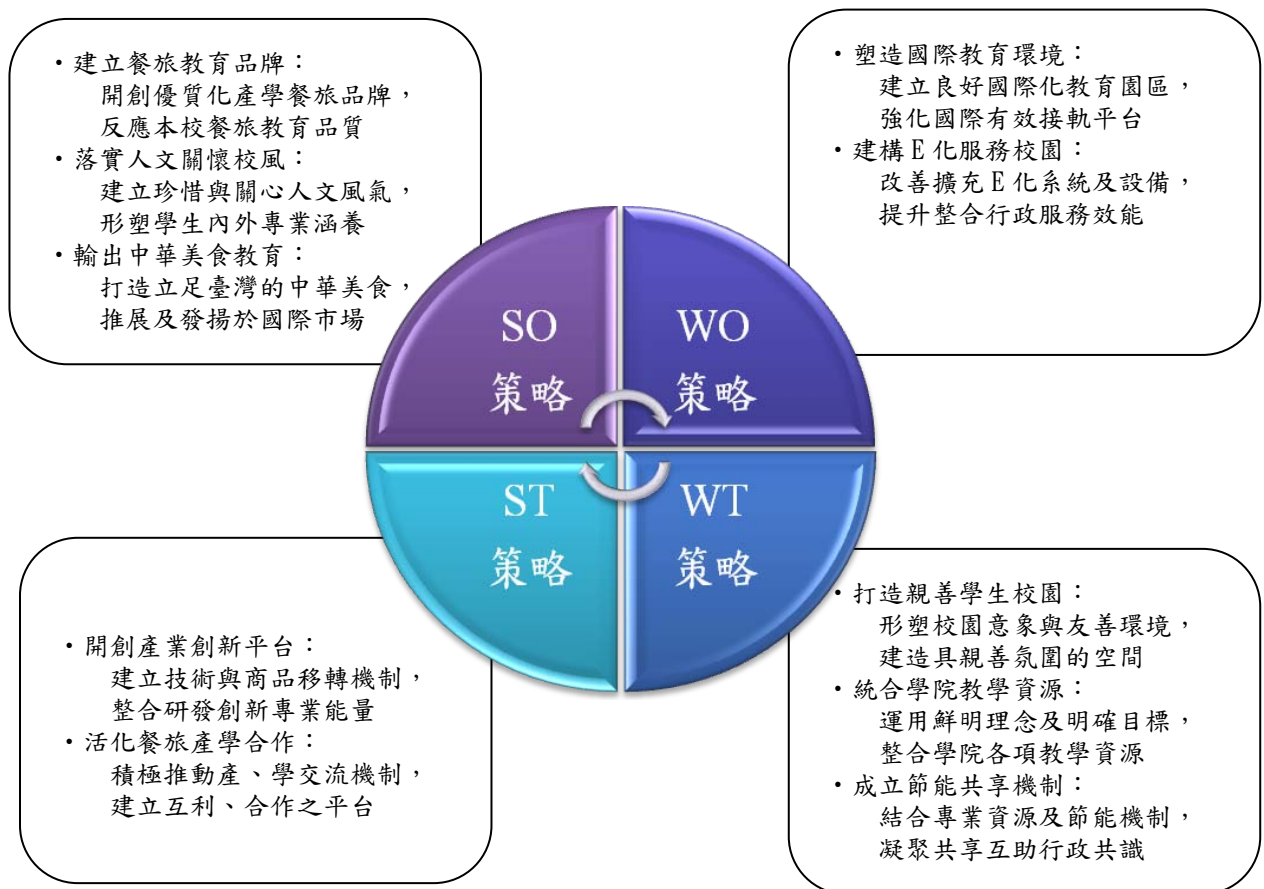 ・建立餐旅教育品牌：
開創優質化產學餐旅品牌，
反應本校餐旅教育品質
・落實人文關懷校風：
建立珍惜與關心人文風氣，
形塑學生內外專業涵養
・輸出中華美食教育：
打造立足臺灣的中華美食，
推展及發揚於國際市場
・塑造國際教育環境：
建立良好國際化教育園區，
強化國際有效接軌平台
・建構E化服務校園：
改善擴充E化系統及設備，
提升整合行政服務效能
SO
策略
WO
策略
ST
策略
WT
策略
・開創產業創新平台：
建立技術與商品移轉機制，
整合研發創新專業能量
・活化餐旅產學合作：
積極推動產、學交流機制，
建立互利、合作之平台
・打造親善學生校園：
形塑校園意象與友善環境，
建造具親善氛圍的空間
・統合學院教學資源：
運用鮮明理念及明確目標，
整合學院各項教學資源
・成立節能共享機制：
結合專業資源及節能機制，
凝聚共享互助行政共識